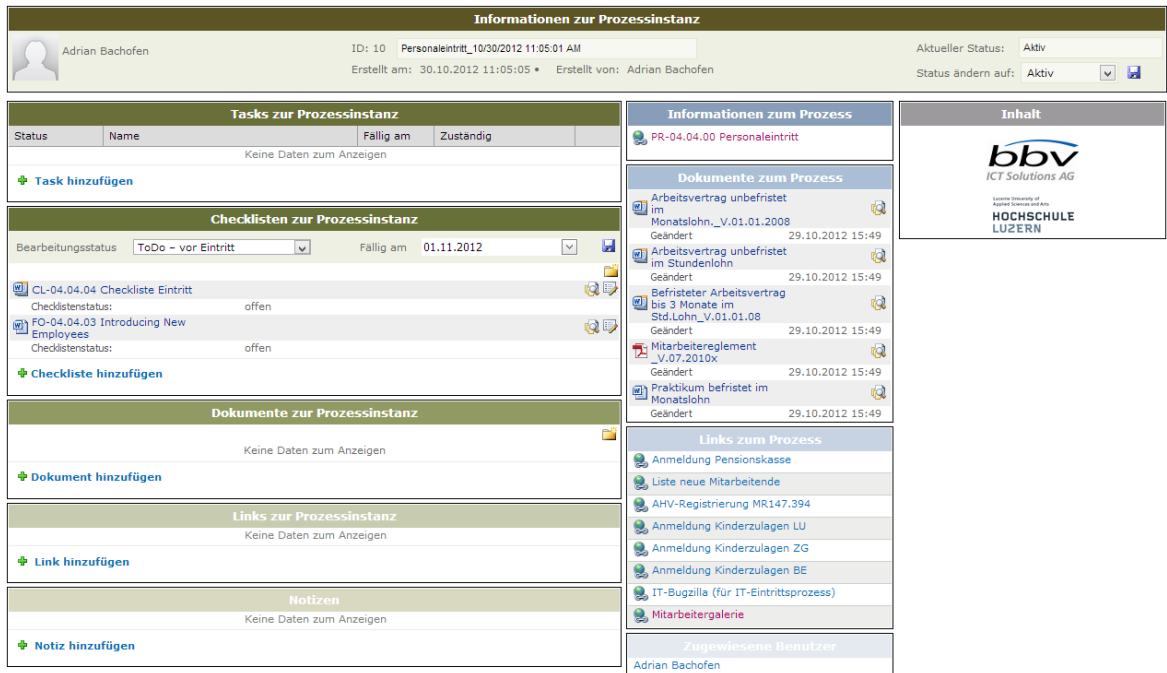 Informationen zur Prozessinstanz
Adrian Bachofen
ID: 10 Personaleintritt_10/30/2012 11:05:01 AM
Aktueller Status: Aktiv
Erstellt am: 30.10.2012 11:05:05 • Erstellt von: Adrian Bachofen
Status ändern auf: Aktiv
Tasks zur Prozessinstanz
Status Name Fällig am Zuständig
Keine Daten zum Anzeigen
Task hinzufügen
Checklisten zur Prozessinstanz
Bearbeitungsstatus ToDo – vor Eintritt Fällig am 01.11.2012
CL-04.04.04 Checkliste Eintritt
Checklistenstatus: offen
FO-04.04.03 Introducing New
Employees
Checklistenstatus: offen
Checkliste hinzufügen
Dokumente zur Prozessinstanz
Keine Daten zum Anzeigen
Dokument hinzufügen
Links zur Prozessinstanz
Keine Daten zum Anzeigen
Link hinzufügen
Notizen
Keine Daten zum Anzeigen
Notiz hinzufügen
Informationen zum Prozess
PR-04.04.00 Personaleintritt
Dokumente zum Prozess
Arbeitsvertrag unbefristet
im
Monatslohn._V.01.01.2008
Geändert 29.10.2012 15:49
Arbeitsvertrag unbefristet
im Stundenlohn
Geändert 29.10.2012 15:49
Befristeter Arbeitsvertrag
bis 3 Monate im
Std.Lohn_V.01.01.08
Geändert 29.10.2012 15:49
Mitarbeitereglement
_V.07.2010x
Geändert 29.10.2012 15:49
Praktikum befristet im
Monatslohn
Geändert 29.10.2012 15:49
Links zum Prozess
Anmeldung Pensionskasse
Liste neue Mitarbeitende
AHV-Registrierung MR147.394
Anmeldung Kinderzulagen LU
Anmeldung Kinderzulagen ZG
Anmeldung Kinderzulagen BE
IT-Bugzilla (für IT-Eintrittsprozess)
Mitarbeitergalerie
Zugewiesene Benutzer
Adrian Bachofen
Inhalt
bbv
ICT Solutions AG
Lucerne University of
Applied Sciences and Arts
HOCHSCHULE
LUZERN